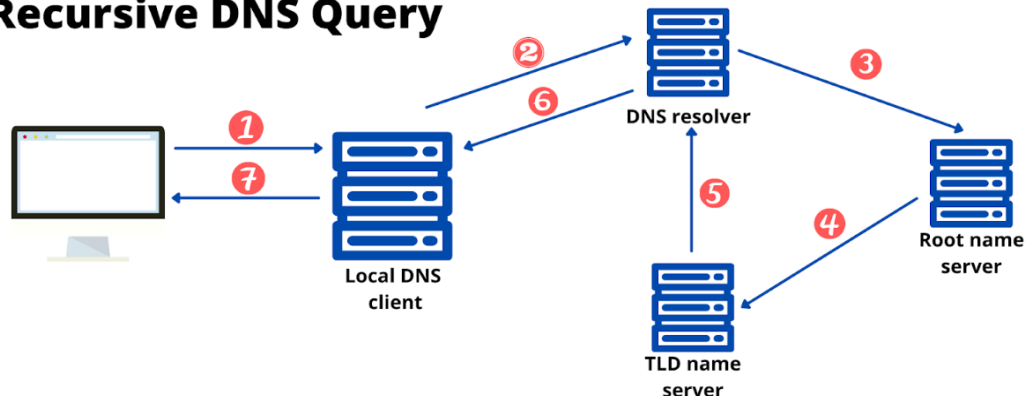 Recursive DNS Query
2
3
DNS resolver
6
1
7
5
4
Local DNS
client
Root name
server
TLD name
server